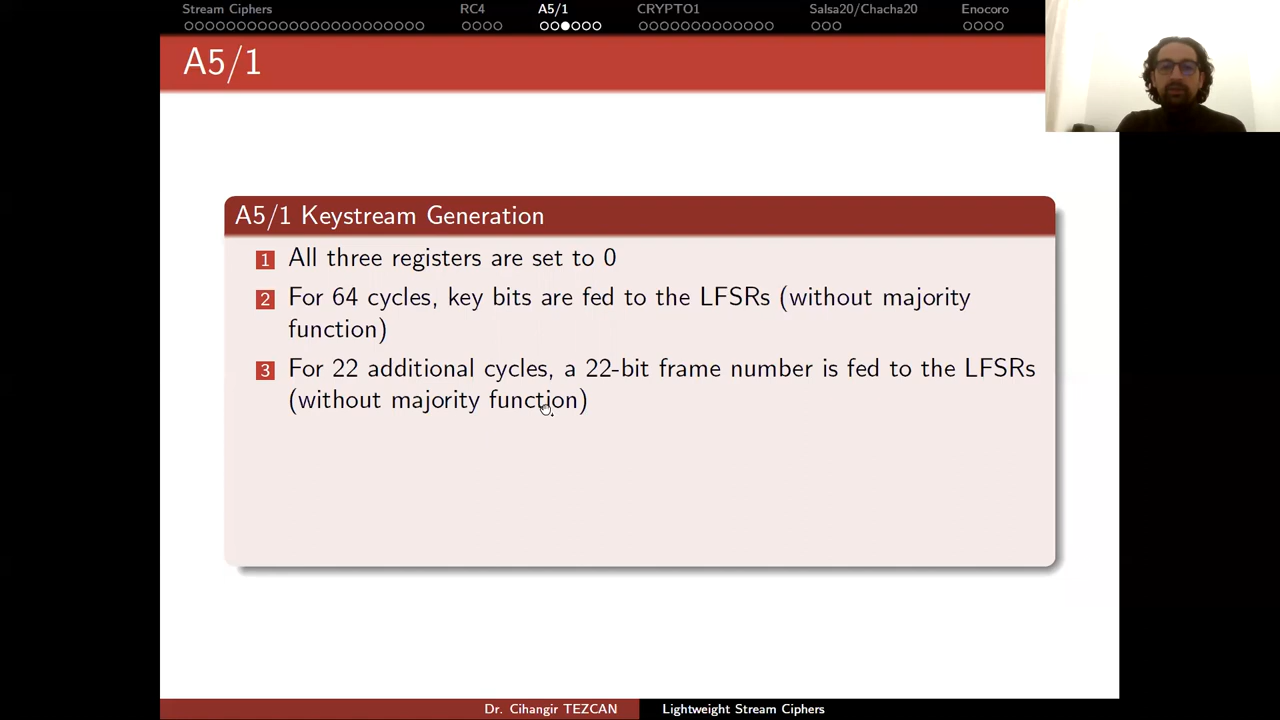 Stream Ciphers RC4 A5/1 CRYPTO1 Salsa20/Chacha20 Enocoro
A5/1
A5/1 Keystream Generation
1 All three registers are set to 0
2 For 64 cycles, key bits are fed to the LFSRs (without majority
function)
3 For 22 additional cycles, a 22-bit frame number is fed to the LFSRs
(without majority function)
Dr. Cihangir TEZCAN Lightweight Stream Ciphers